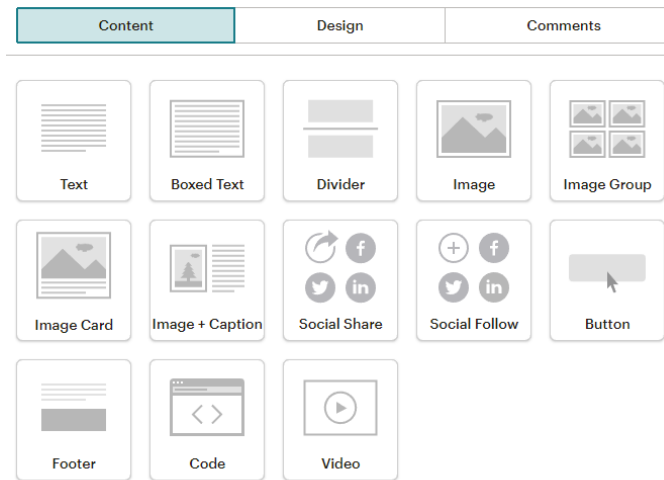 Content Design Comments
Text Boxed Text Divider Image Image Group
Image Card Image + Caption Social Share Social Follow Button
Footer Code Video